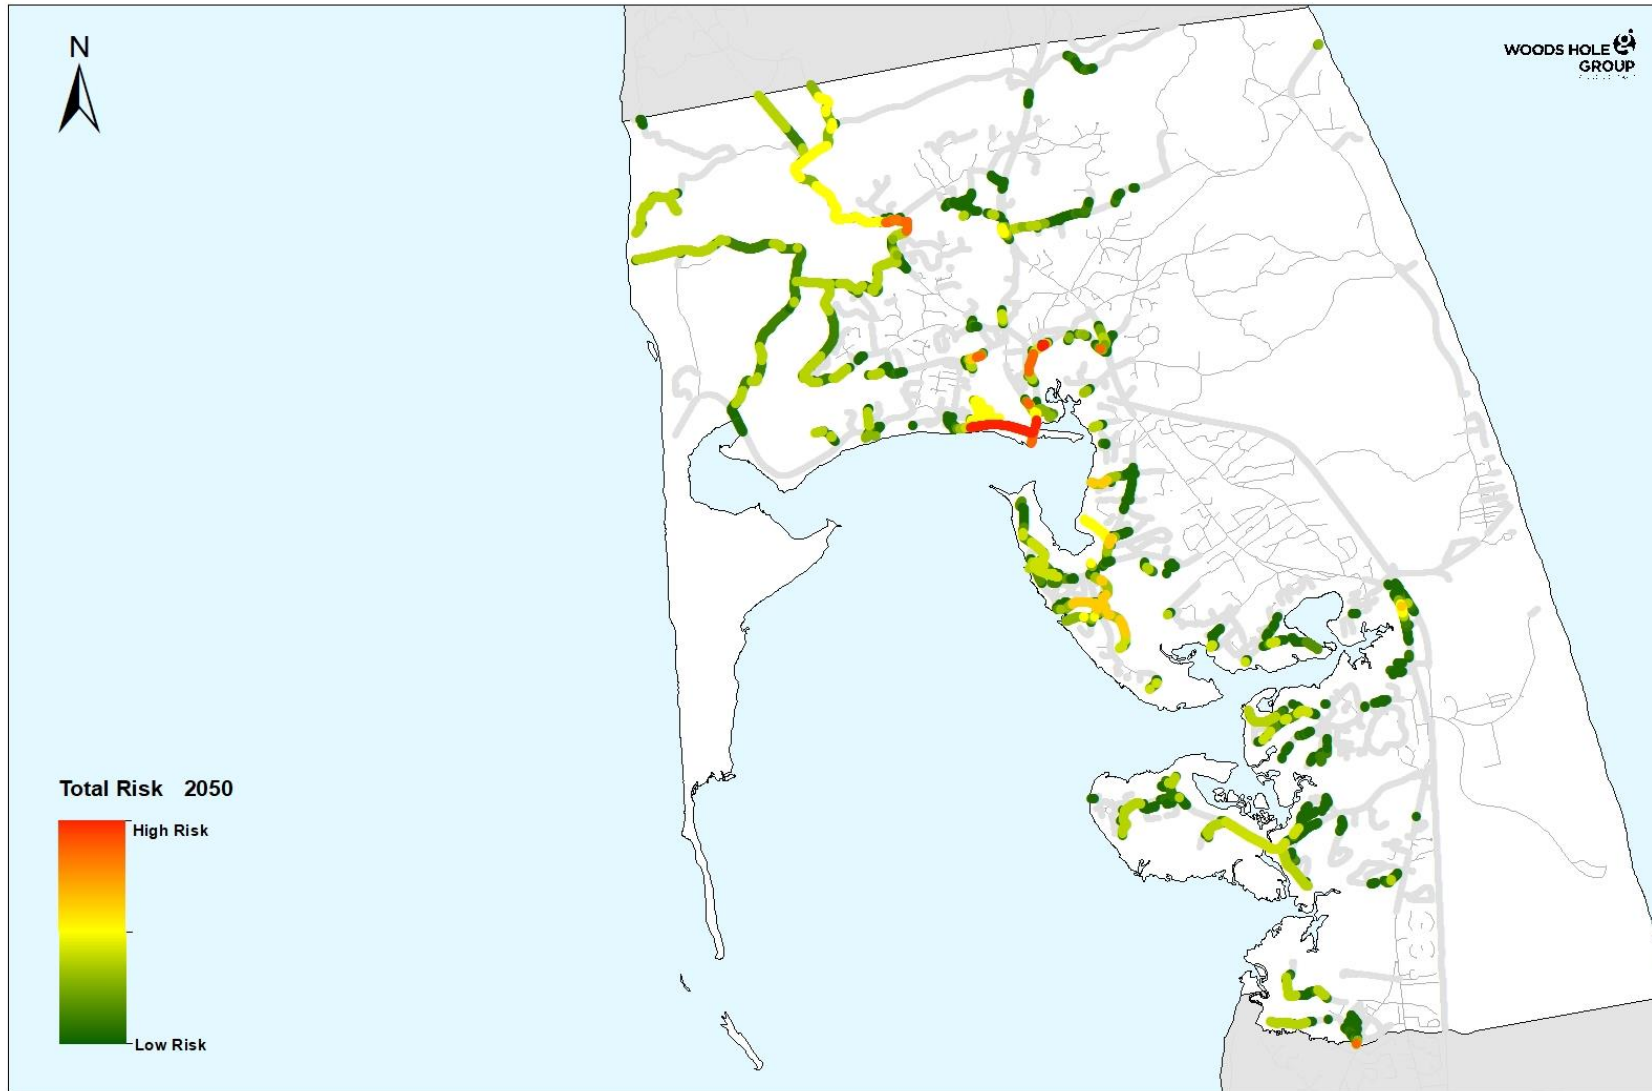 N
WOODS HOLE
GROUP
Total Risk 2050
High Risk
Low Risk